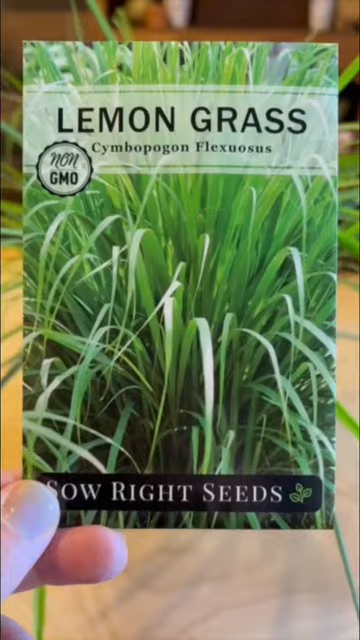 LEMON GRASS
Cymbopogon Flexuosus
non
GMO
SOW RIGHT SEEDS